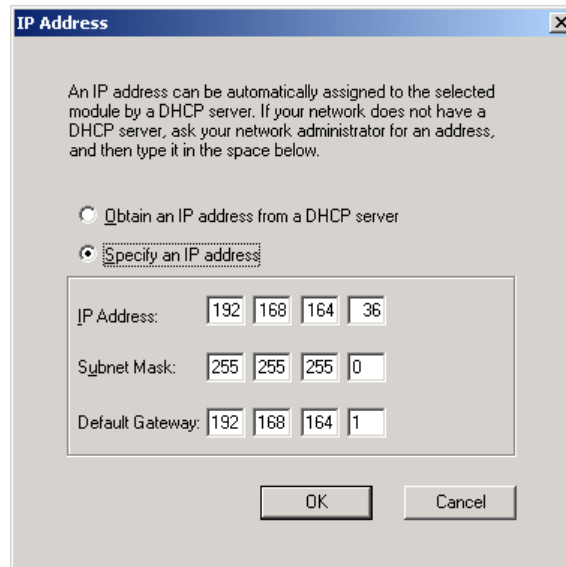 IP Address
An IP address can be automatically assigned to the selected
module by a DHCP server. If your network does not have a
DHCP server, ask your network administrator for an address,
and then type it in the space below.
Obtain an IP address from a DHCP server
Specify an IP address
IP Address: 192 168 164 36
Subnet Mask: 255 255 255 0
Default Gateway: 192 168 164 1
OK Cancel